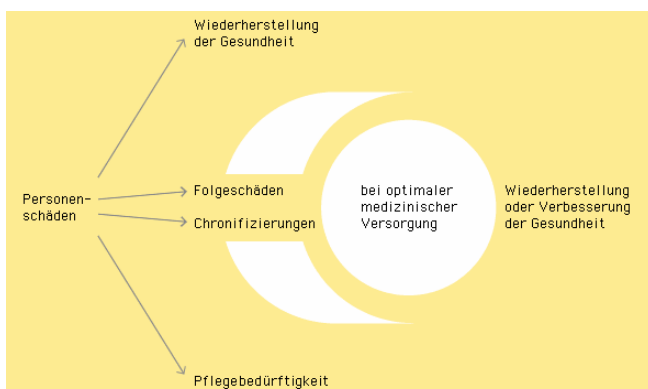 Wiederherstellung
der Gesundheit
Personen-
schäden
Folgeschäden
Chronifizierungen
bei optimaler
medizinischer
Versorgung
Wiederherstellung
oder Verbesserung
der Gesundheit
Pflegebedürftigkeit